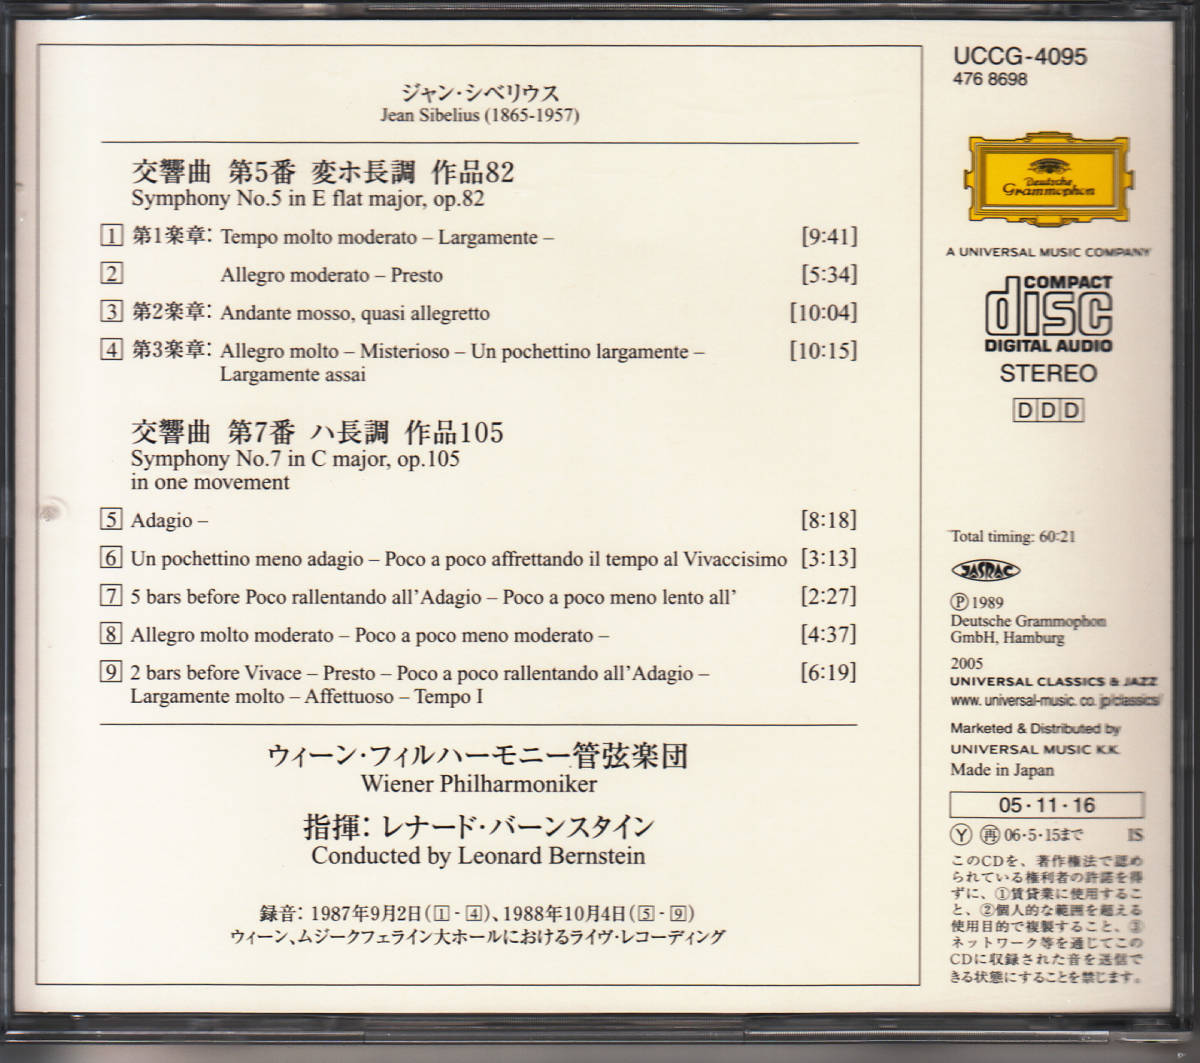 ジャン・シベリウス
Jean Sibelius (1865-1957)
交響曲 第5番 変ホ長調 作品82
Symphony No.5 in E flat major, op.82
1 第1楽章: Tempo molto moderato – Largamente – [9:41]
2 Allegro moderato – Presto [5:34]
3 第2楽章: Andante mosso, quasi allegretto [10:04]
4 第3楽章: Allegro molto – Misterioso – Un pochettino largamente – [10:15]
Largamente assai
交響曲 第7番 ハ長調 作品105
Symphony No.7 in C major, op.105
in one movement
5 Adagio – [8:18]
6 Un pochettino meno adagio – Poco a poco affrettando il tempo al Vivaccisimo [3:13]
7 5 bars before Poco rallentando all'Adagio – Poco a poco meno lento all' [2:27]
8 Allegro molto moderato – Poco a poco meno moderato – [4:37]
9 2 bars before Vivace – Presto – Poco a poco rallentando all'Adagio – [6:19]
Largamente molto – Affettuoso – Tempo I
ウィーン・フィルハーモニー管弦楽団
Wiener Philharmoniker
指揮: レナード・バーンスタイン
Conducted by Leonard Bernstein
録音: 1987年9月2日(1 - 4)、1988年10月4日(5 - 9)
ウィーン、ムジークフェライン大ホールにおけるライヴ・レコーディング
UCCG-4095
476 8698
Deutsche
Grammophon
A UNIVERSAL MUSIC COMPANY
COMPACT
disc
DIGITAL AUDIO
STEREO
DDD
Total timing: 60:21
JASRAC
Ⓟ 1989
Deutsche Grammophon
GmbH, Hamburg
2005
UNIVERSAL CLASSICS & JAZZ
www. universal-music. co. jp/classics/
Marketed & Distributed by
UNIVERSAL MUSIC K.K.
Made in Japan
05・11・16
Ⓨ ㊢ 06・5・15まで IS
このCDを、著作権法で認め
られている権利者の許諾を得
ずに、①賃貸業に使用するこ
と、②個人的な範囲を超える
使用目的で複製すること、③
ネットワーク等を通じてこの
CDに収録された音を送信で
きる状態にすることを禁じます。